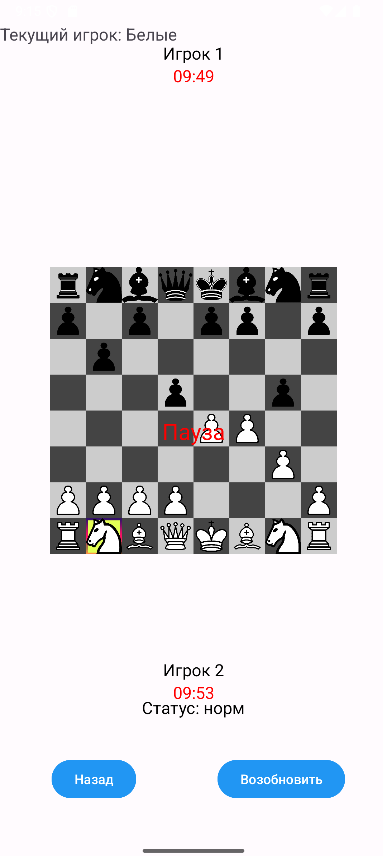 Текущий игрок: Белые
Игрок 1
09:49
Пауза
Игрок 2
09:53
Статус: норм
Назад
Возобновить